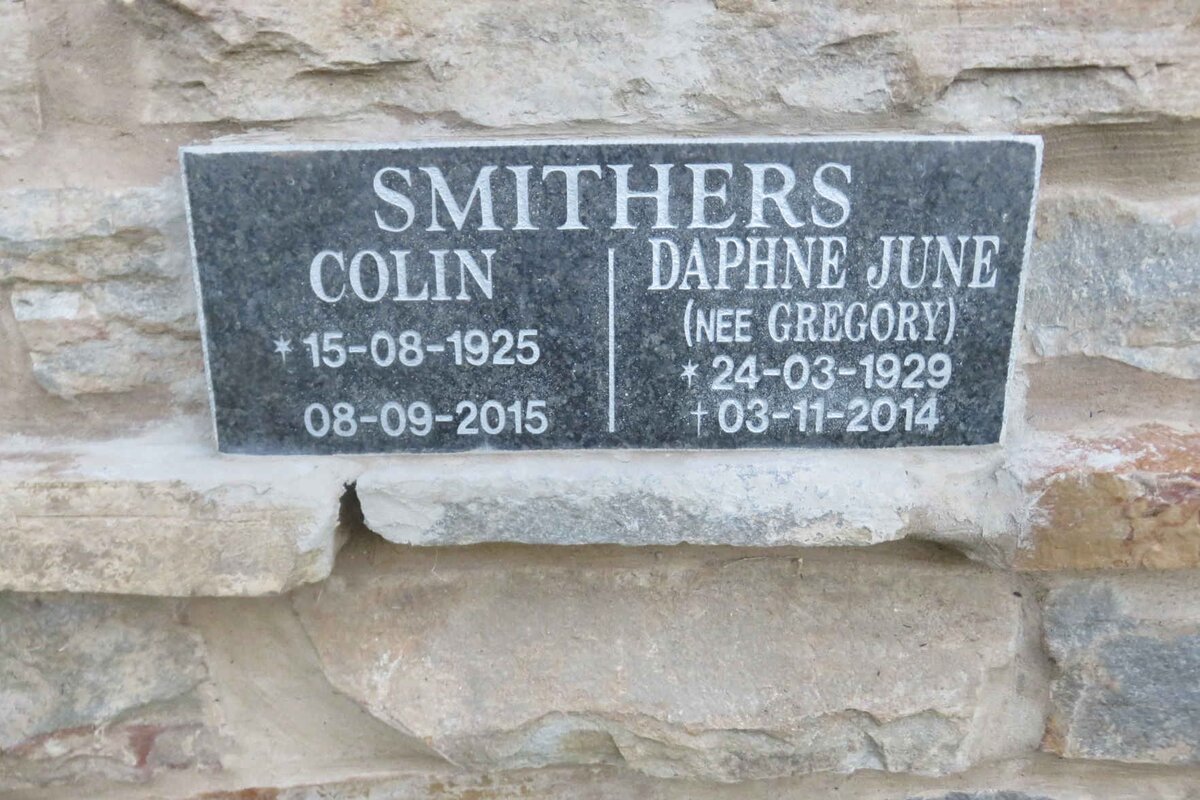 SMITHERS
COLIN
* 15-08-1925
08-09-2015
DAPHNE JUNE
(NEE GREGORY)
* 24-03-1929
† 03-11-2014